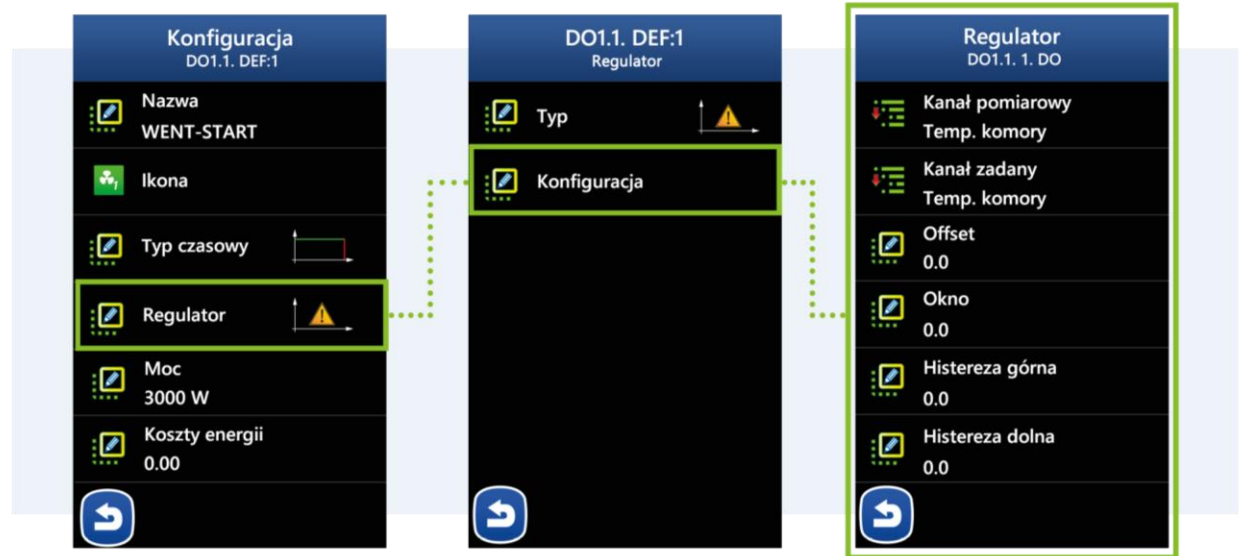 Konfiguracja
DO1.1. DEF:1
Nazwa
WENT-START
Ikona
Typ czasowy
Regulator
Moc
3000 W
Koszty energii
0.00
DO1.1. DEF:1
Regulator
Typ
Konfiguracja
Regulator
DO1.1. 1. DO
Kanał pomiarowy
Temp. komory
Kanał zadany
Temp. komory
Offset
0.0
Okno
0.0
Histereza górna
0.0
Histereza dolna
0.0